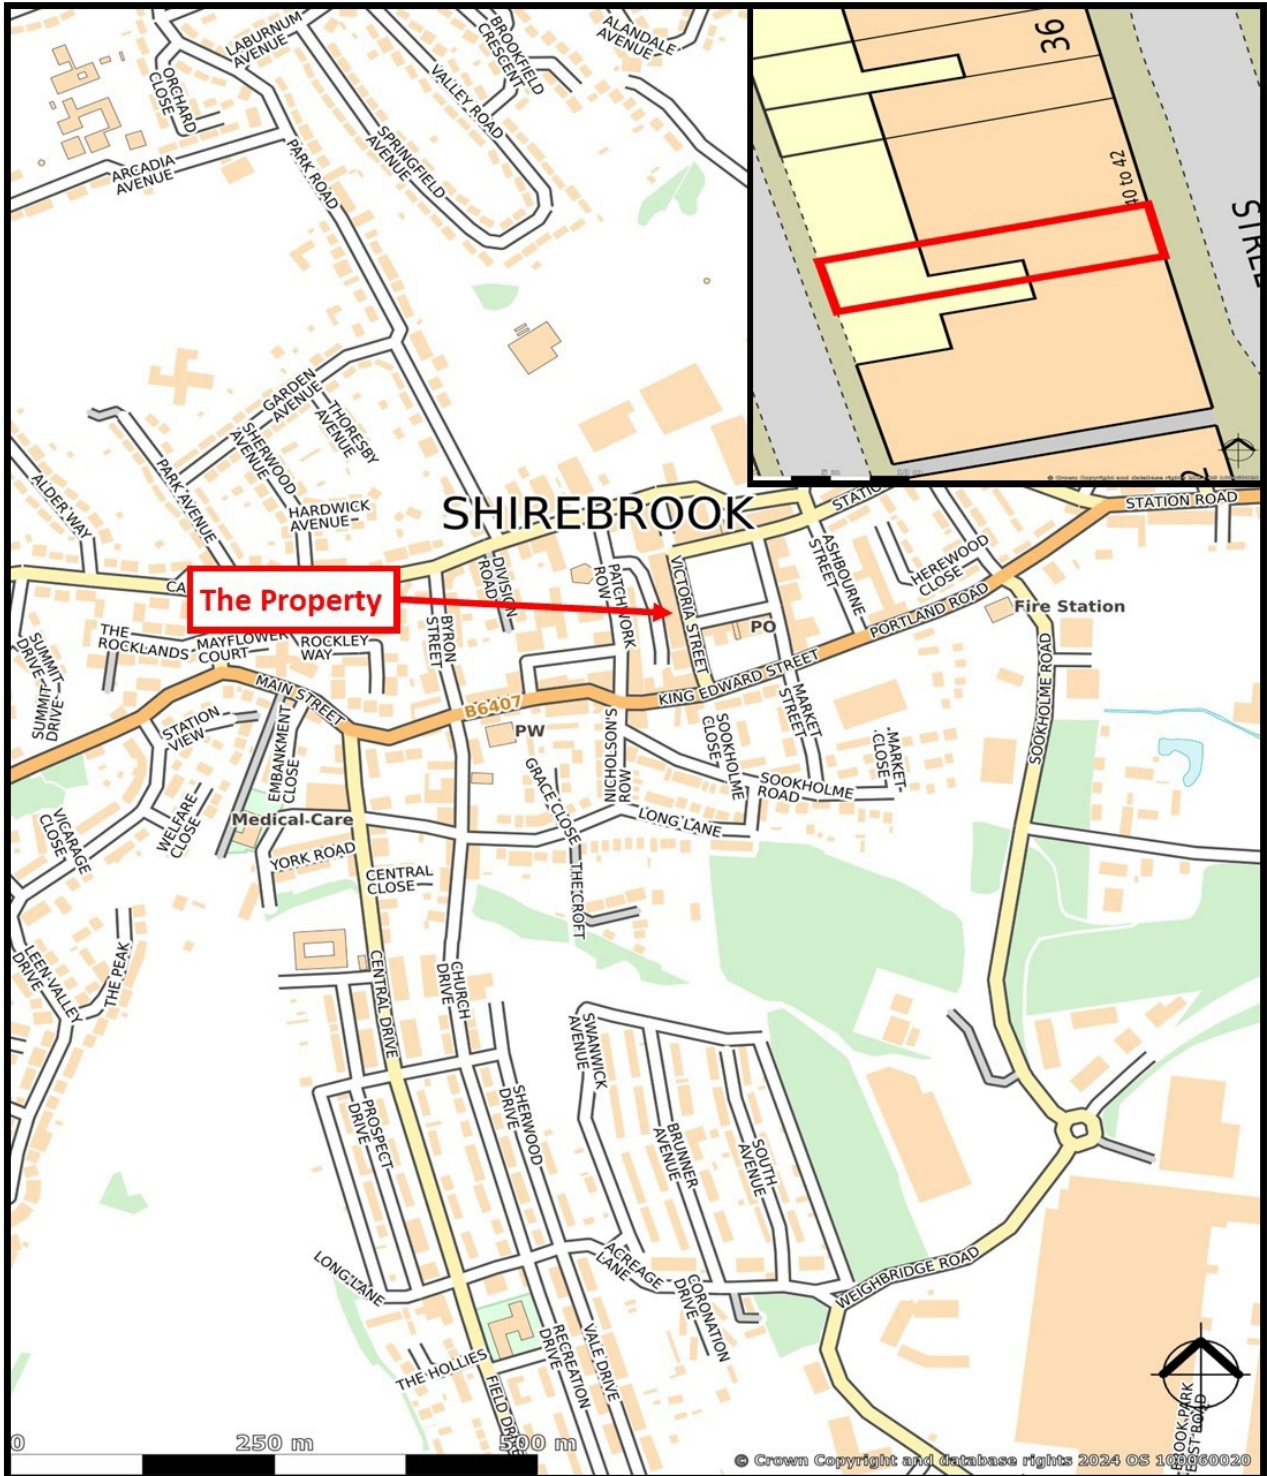 LABURNUM
AVENUE
BROOKFIELD
CRESCENT
ALANDALE
AVENUE
ORCHARD
CLOSE
VALLEY ROAD
SPRINGFIELD
AVENUE
ARCADIA
AVENUE
PARK ROAD
36
40 to 42
GARDEN
AVENUE
THORESBY
AVENUE
SHERWOOD
AVENUE
PARK AVENUE
ALDER WAY
HARDWICK
AVENUE
SHIREBROOK
STATION ROAD
ASHBOURNE
STREET
HEREWOOD
CLOSE
VICTORIA STREET
PATCHWORK
ROW
DIVISION
ROAD
The Property
BYRON
STREET
PO
PORTLAND ROAD
Fire Station
THE
ROCKLANDS
MAYFLOWER
COURT
ROCKLEY
WAY
SUMMIT
DRIVE
SUMMIT
DRIVE
MAIN STREET
KING EDWARD STREET
B6407
MARKET
STREET
SOOKHOLME ROAD
STATION
VIEW
EMBANKMENT
CLOSE
PW
NICHOLSON'S
ROW
SOOKHOLME
CLOSE
MARKET
CLOSE
SOOKHOLME
ROAD
GRACE CLOSE
LONG LANE
WELFARE
CLOSE
VICARAGE
CLOSE
Medical Care
YORK ROAD
CENTRAL
CLOSE
THE CROFT
LEEN VALLEY
DRIVE
THE PEAK
CENTRAL DRIVE
CHURCH
DRIVE
SWANWICK
AVENUE
SHERWOOD
DRIVE
PROSPECT
DRIVE
BRUNNER
AVENUE
SOUTH
AVENUE
LONG LANE
ACREAGE
LANE
CORONATION
DRIVE
WEIGHBRIDGE ROAD
THE HOLLIES
RECREATION
DRIVE
VALE DRIVE
FIELD DRIVE
0 250 m 500 m
© Crown Copyright and database rights 2024 OS 100060020